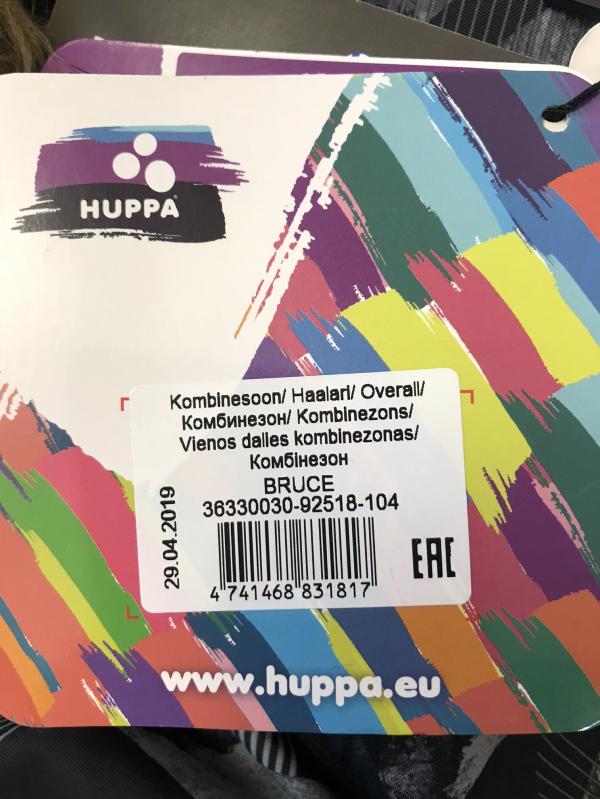 HUPPA
Kombinesoon/ Haalari/ Overall/
Комбинезон/ Kombinezons/
Vienos dalies kombinezonas/
Комбінезон
BRUCE
36330030-92518-104
29.04.2019
4 741468 831817
EAC
www.huppa.eu